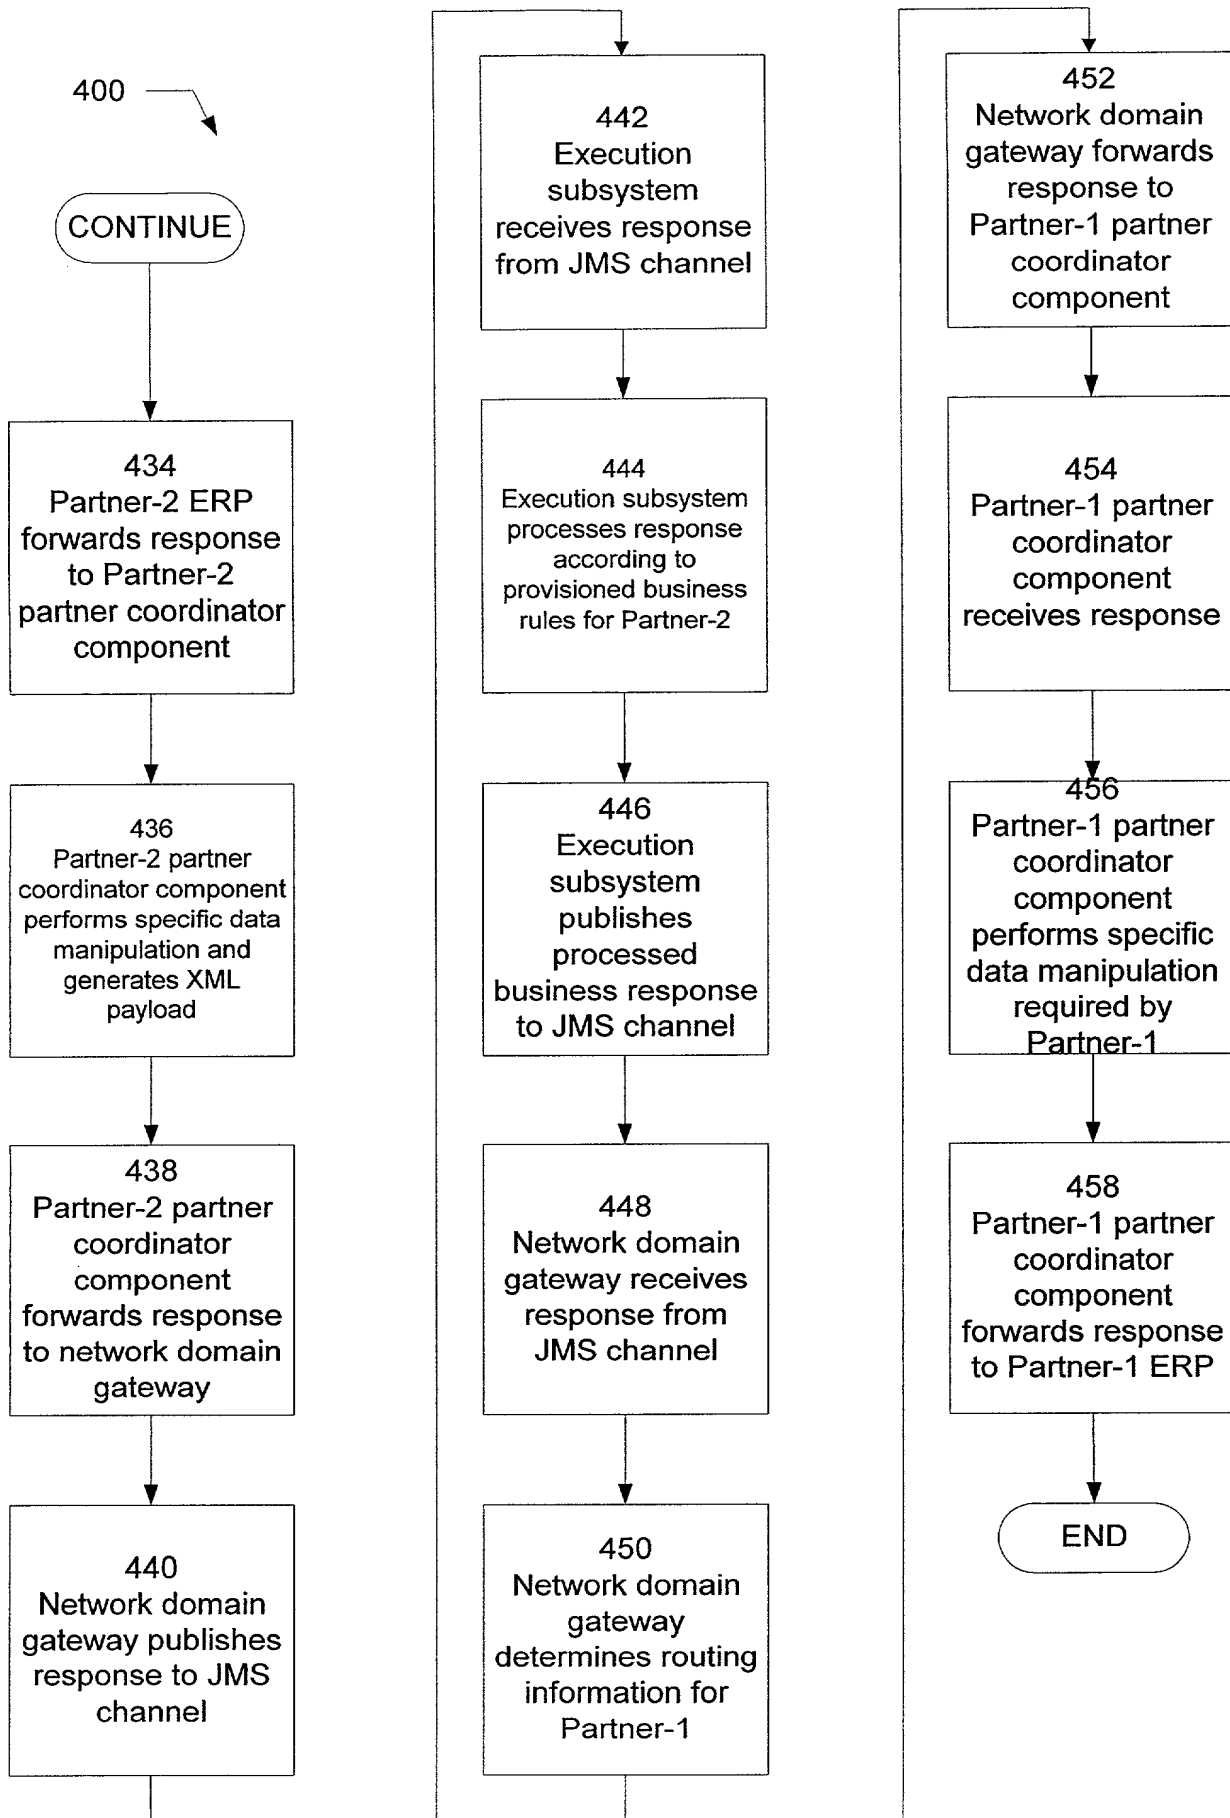 400
CONTINUE
434
Partner-2 ERP
forwards response
to Partner-2
partner coordinator
component
436
Partner-2 partner
coordinator component
performs specific data
manipulation and
generates XML
payload
438
Partner-2 partner
coordinator
component
forwards response
to network domain
gateway
440
Network domain
gateway publishes
response to JMS
channel
442
Execution
subsystem
receives response
from JMS channel
444
Execution subsystem
processes response
according to
provisioned business
rules for Partner-2
446
Execution
subsystem
publishes
processed
business response
to JMS channel
448
Network domain
gateway receives
response from
JMS channel
450
Network domain
gateway
determines routing
information for
Partner-1
452
Network domain
gateway forwards
response to
Partner-1 partner
coordinator
component
454
Partner-1 partner
coordinator
component
receives response
456
Partner-1 partner
coordinator
component
performs specific
data manipulation
required by
Partner-1
458
Partner-1 partner
coordinator
component
forwards response
to Partner-1 ERP
END